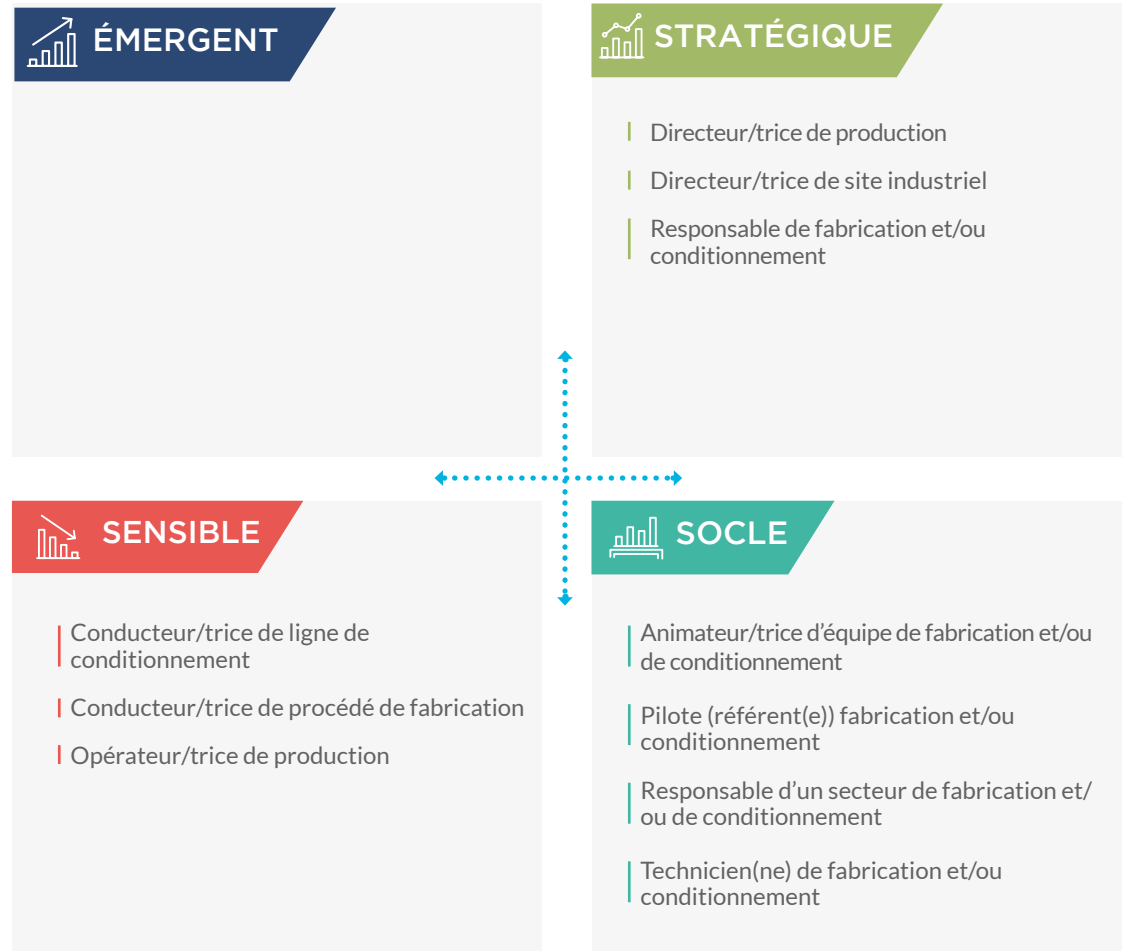 ÉMERGENT
STRATÉGIQUE
Directeur/trice de production
Directeur/trice de site industriel
Responsable de fabrication et/ou
conditionnement
SENSIBLE
Conducteur/trice de ligne de
conditionnement
Conducteur/trice de procédé de fabrication
Opérateur/trice de production
SOCLE
Animateur/trice d’équipe de fabrication et/ou
de conditionnement
Pilote (référent(e)) fabrication et/ou
conditionnement
Responsable d’un secteur de fabrication et/
ou de conditionnement
Technicien(ne) de fabrication et/ou
conditionnement